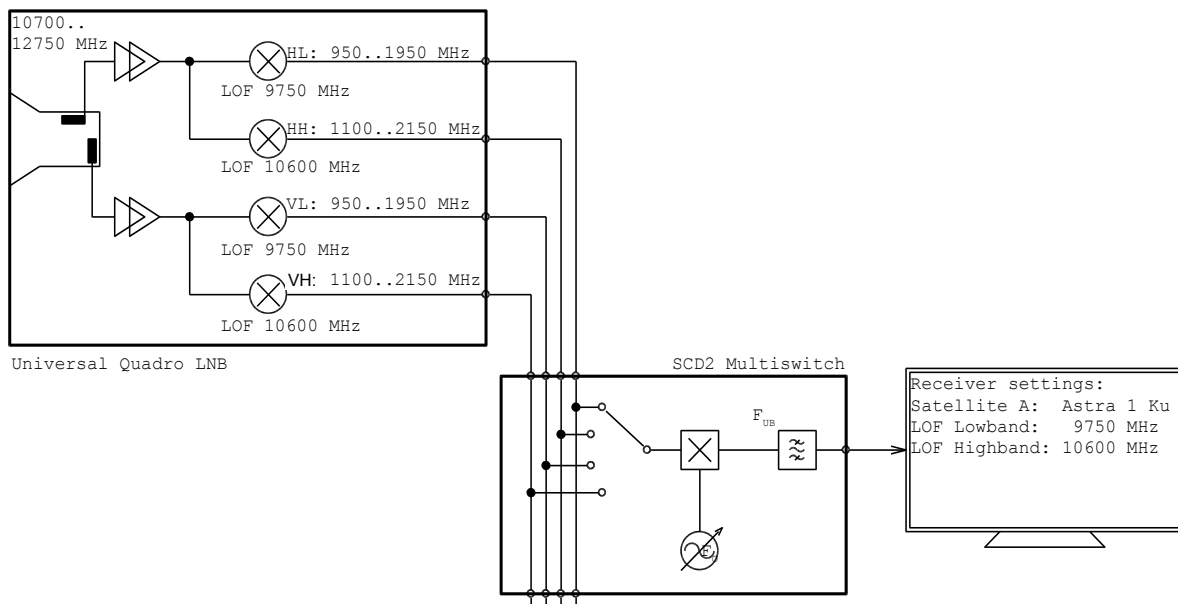 10700..
12750 MHz
HL: 950..1950 MHz
LOF 9750 MHz
HH: 1100..2150 MHz
LOF 10600 MHz
VL: 950..1950 MHz
LOF 9750 MHz
VH: 1100..2150 MHz
LOF 10600 MHz
Universal Quadro LNB
SCD2 Multiswitch
FUB
Receiver settings:
Satellite A: Astra 1 Ku
LOF Lowband: 9750 MHz
LOF Highband: 10600 MHz